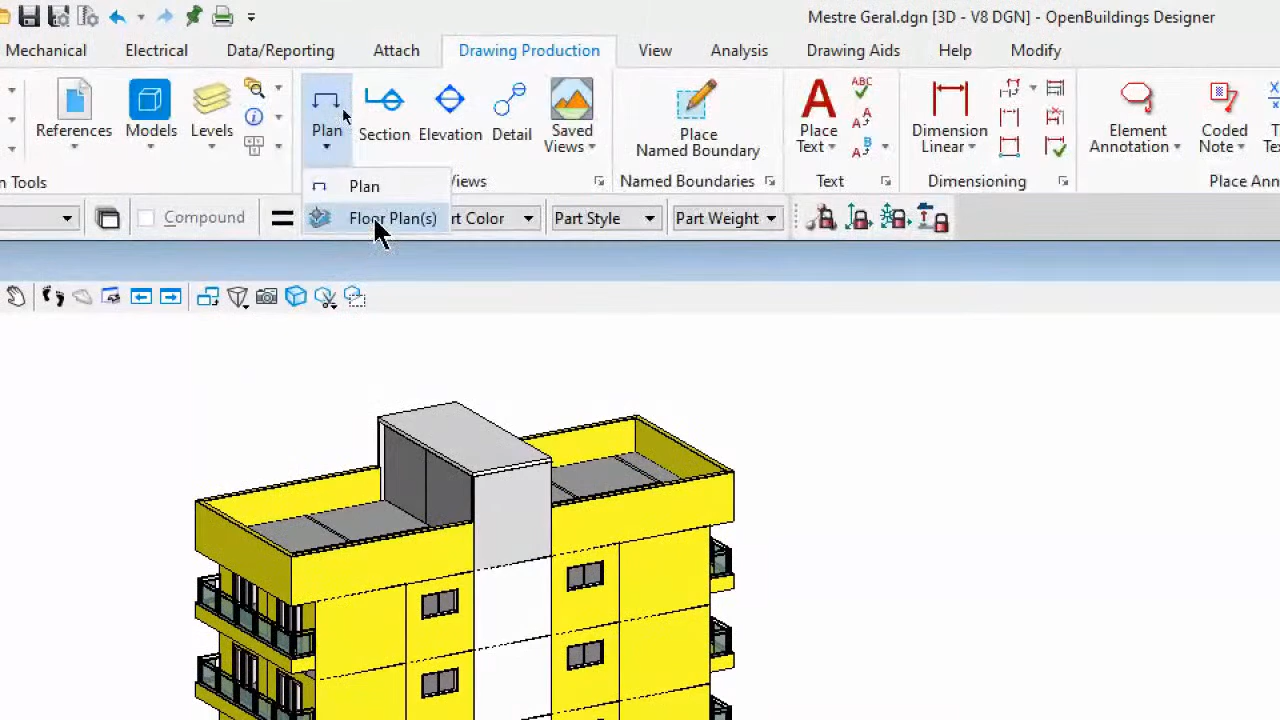 Mestre Geral.dgn [3D - V8 DGN] - OpenBuildings Designer
Mechanical Electrical Data/Reporting Attach Drawing Production View Analysis Drawing Aids Help Modify
References Models Levels Plan Section Elevation Detail Saved Views Place Named Boundary Place Text Dimension Linear Element Annotation Coded Note
ABC
A A
A B
n Tools Views Named Boundaries Text Dimensioning Place Anno
Plan
Compound Floor Plan(s) rt Color Part Style Part Weight